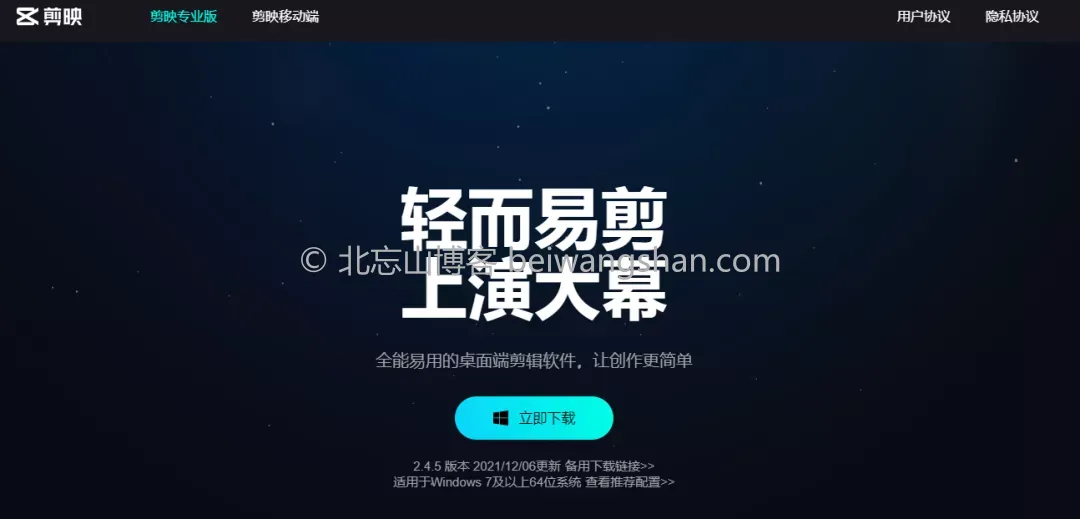 剪映
剪映专业版
剪映移动端
用户协议
隐私协议
轻而易剪
© 北忘山博客 beiwangshan.com
上演大幕
全能易用的桌面端剪辑软件，让创作更简单
立即下载
2.4.5 版本 2021/12/06更新 备用下载链接>>
适用于Windows 7及以上64位系统 查看推荐配置>>